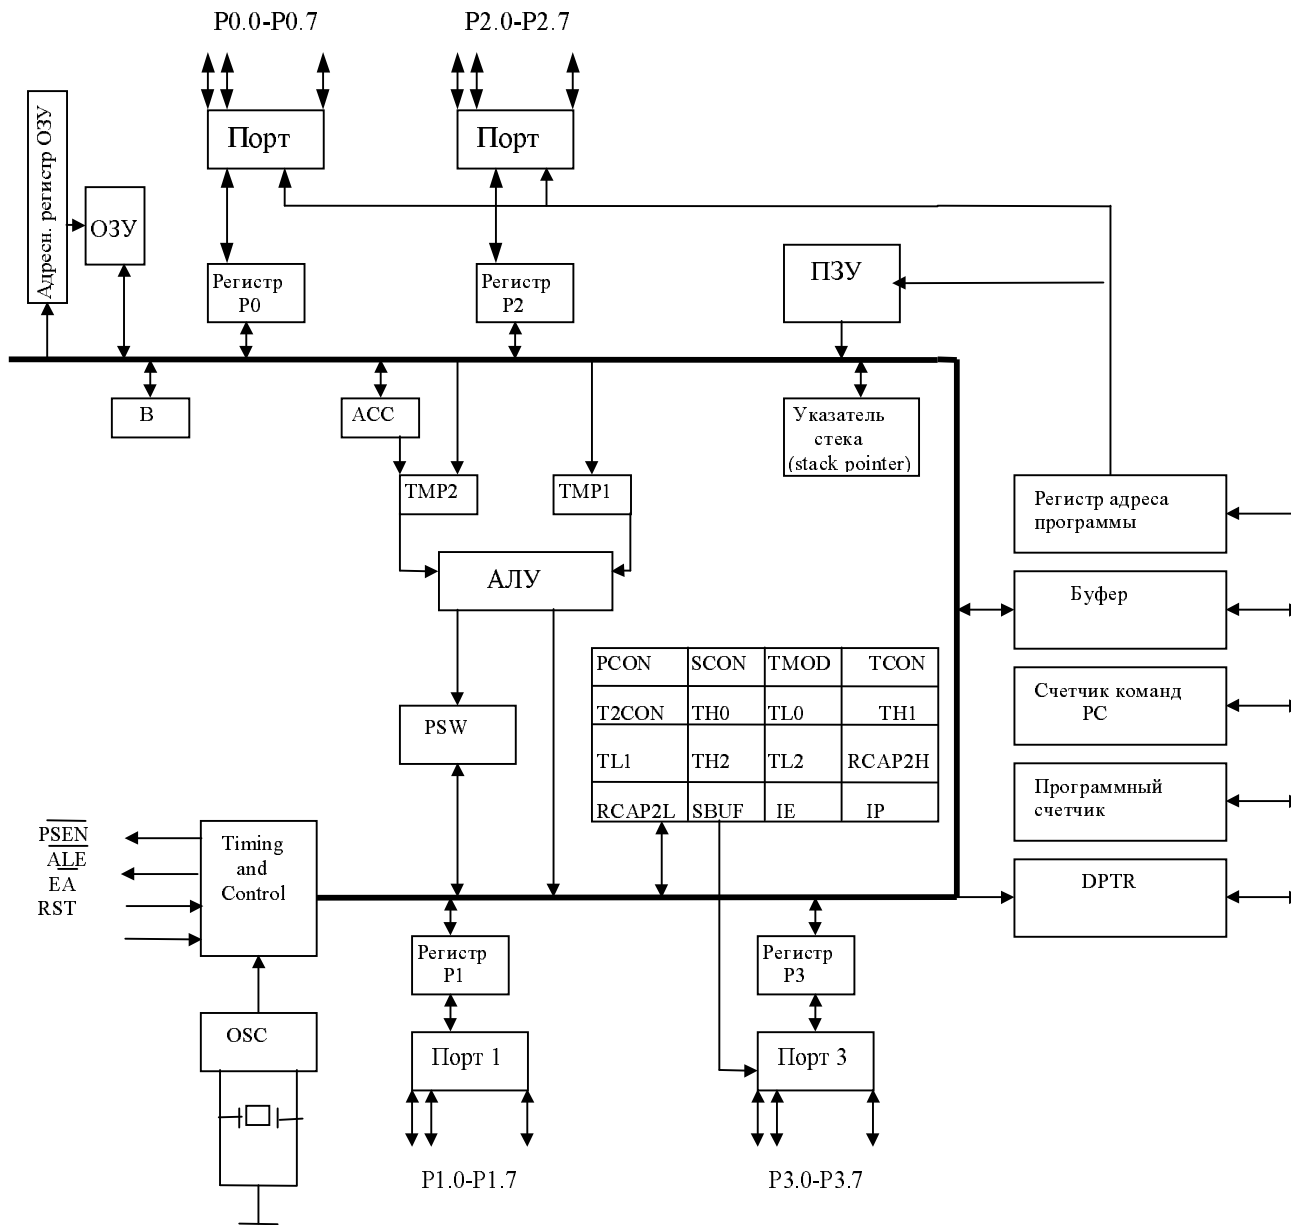 P0.0-P0.7
P2.0-P2.7
Порт
Порт
Адресн. регистр ОЗУ
ОЗУ
Регистр
P0
Регистр
P2
ПЗУ
B
ACC
Указатель
стека
(stack pointer)
TMP2
TMP1
Регистр адреса
программы
АЛУ
Буфер
PCON SCON TMOD TCON
T2CON TH0 TL0 TH1
TL1 TH2 TL2 RCAP2H
RCAP2L SBUF IE IP
Счетчик команд
PC
PSW
Программный
счетчик
PSEN
ALE
EA
RST
Timing
and
Control
DPTR
Регистр
P1
Регистр
P3
OSC
Порт 1
Порт 3
P1.0-P1.7
P3.0-P3.7